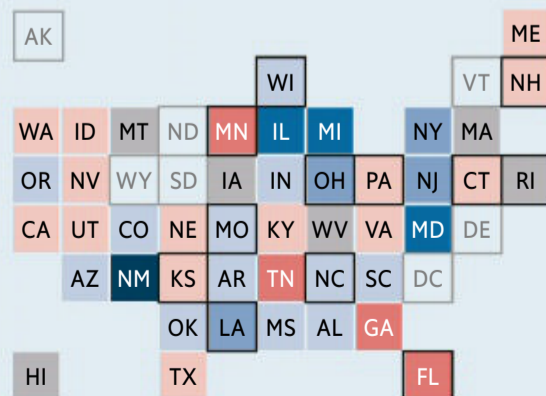 AK ME
WI VT NH
WA ID MT ND MN IL MI NY MA
OR NV WY SD IA IN OH PA NJ CT RI
CA UT CO NE MO KY WV VA MD DE
AZ NM KS AR TN NC SC DC
OK LA MS AL GA
HI TX FL